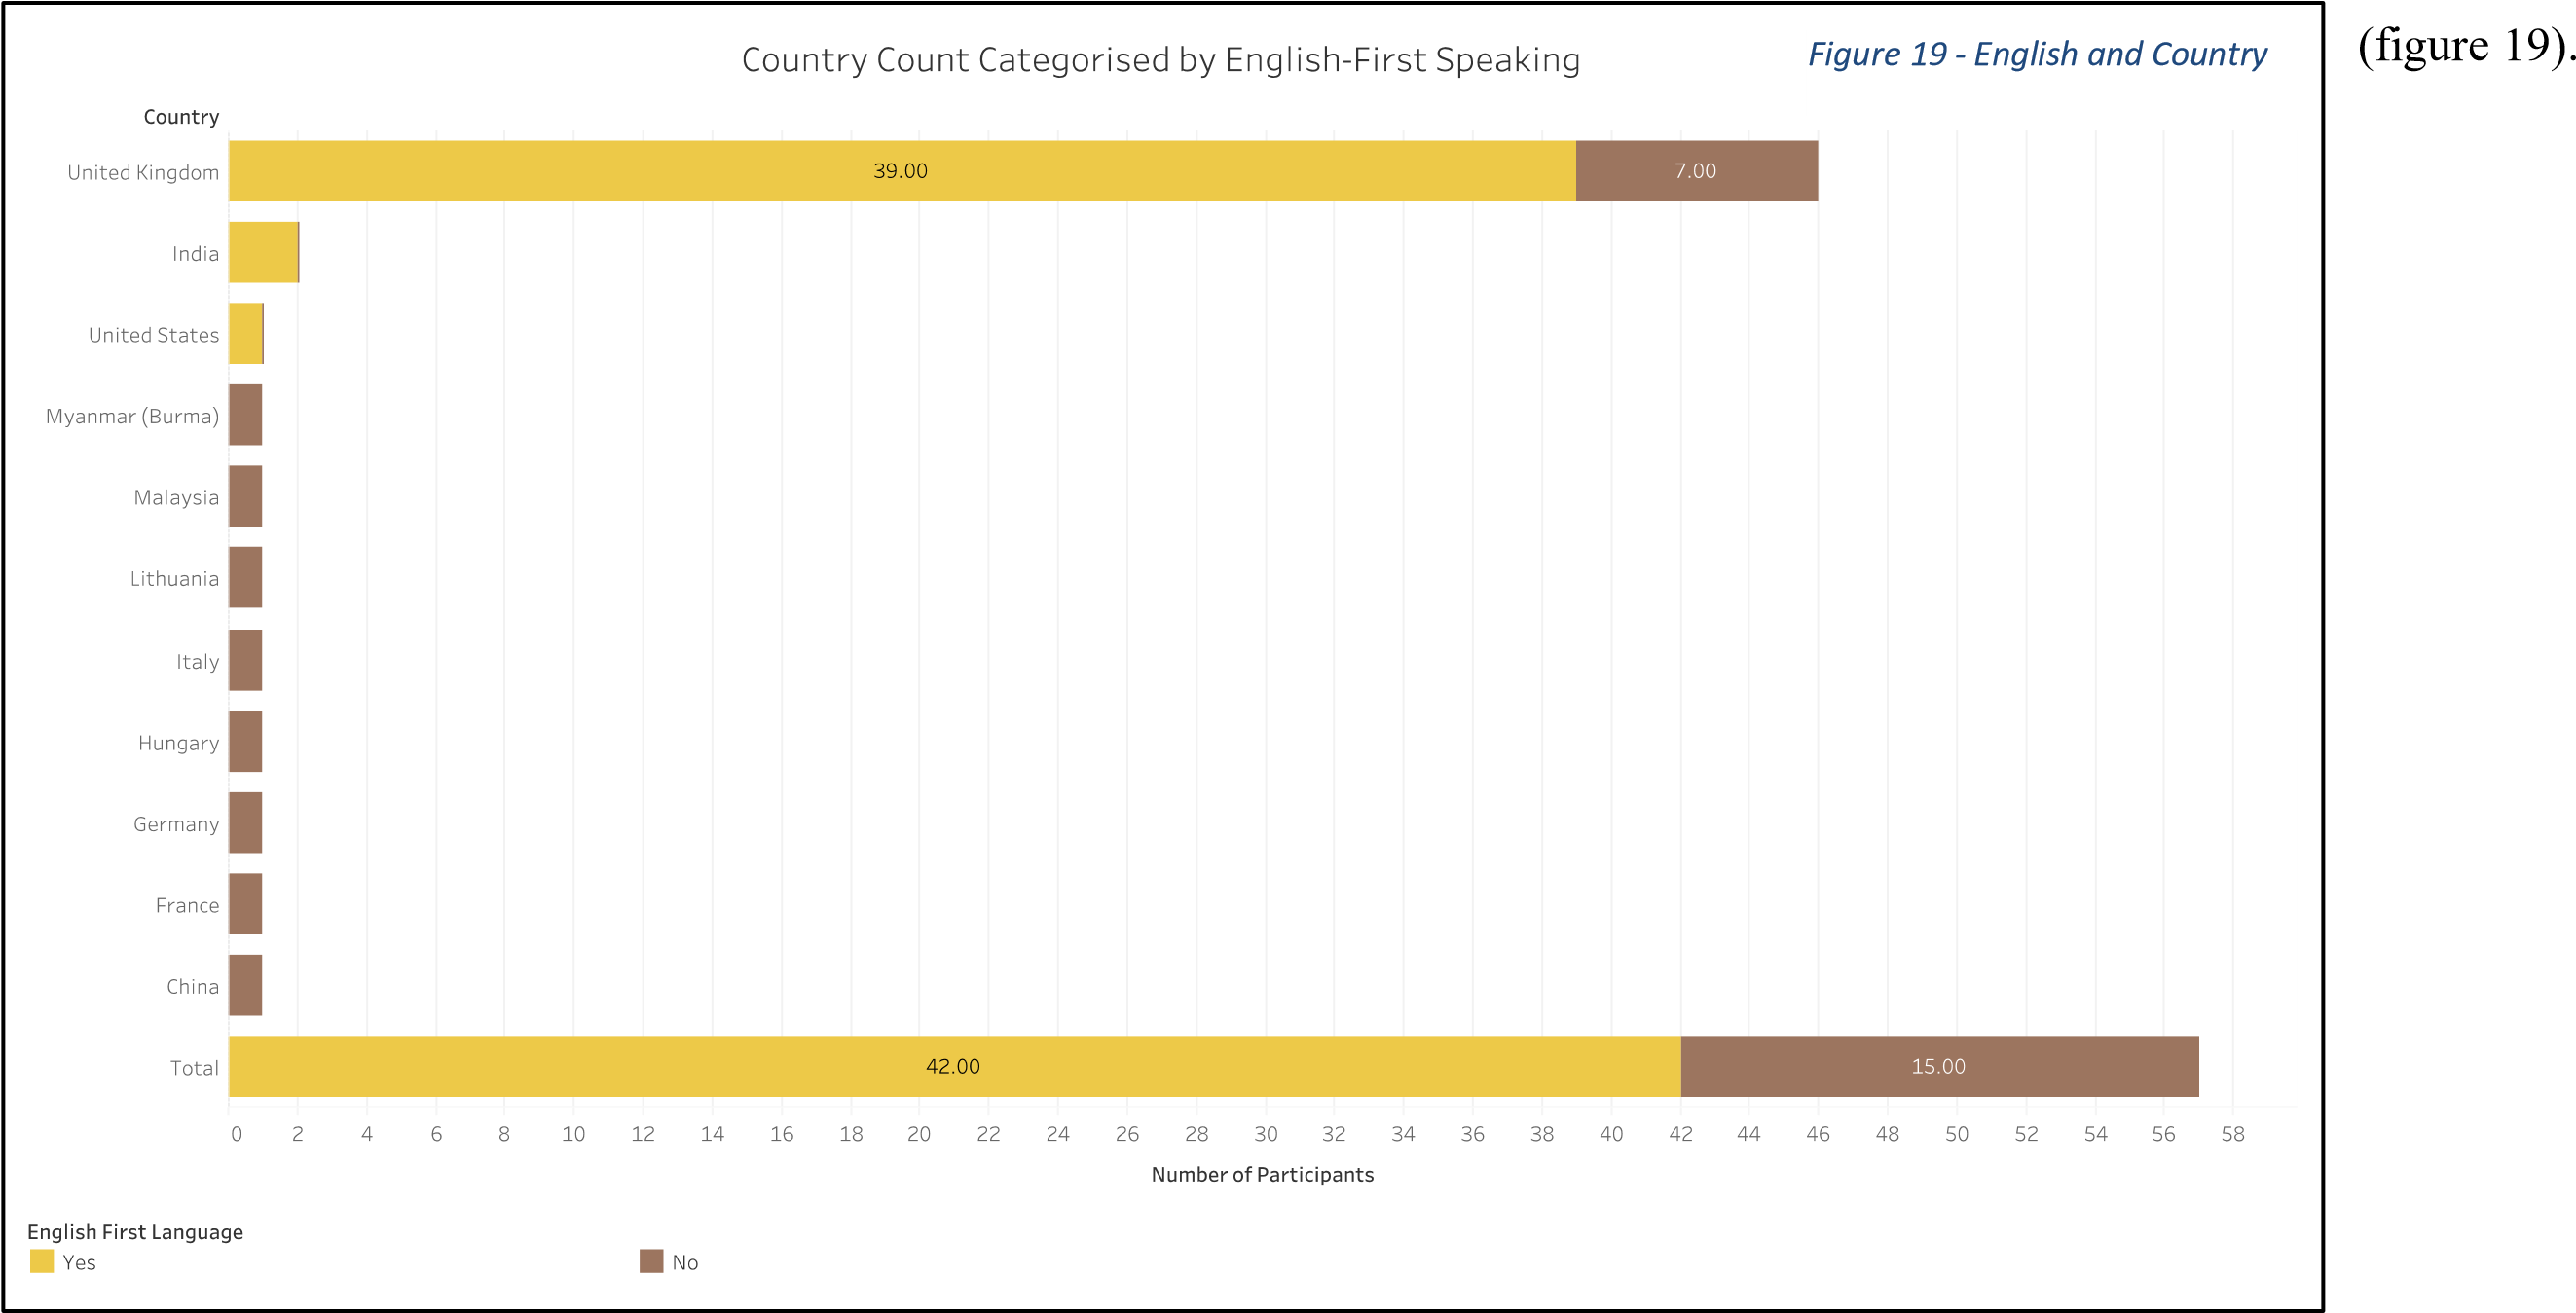 Country Count Categorised by English-First Speaking
Figure 19 - English and Country
(figure 19).
Country
United Kingdom
39.00
7.00
India
United States
Myanmar (Burma)
Malaysia
Lithuania
Italy
Hungary
Germany
France
China
Total
42.00
15.00
0 2 4 6 8 10 12 14 16 18 20 22 24 26 28 30 32 34 36 38 40 42 44 46 48 50 52 54 56 58
Number of Participants
English First Language
Yes
No